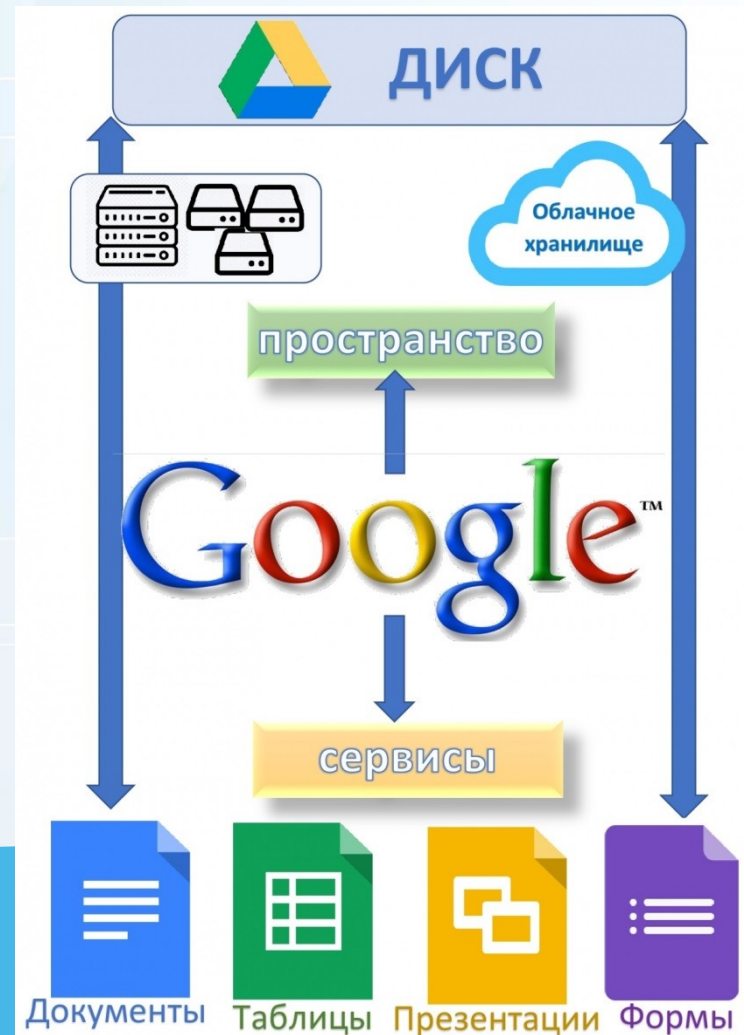 ДИСК
Облачное
хранилище
пространство
Google™
сервисы
Документы Таблицы Презентации Формы